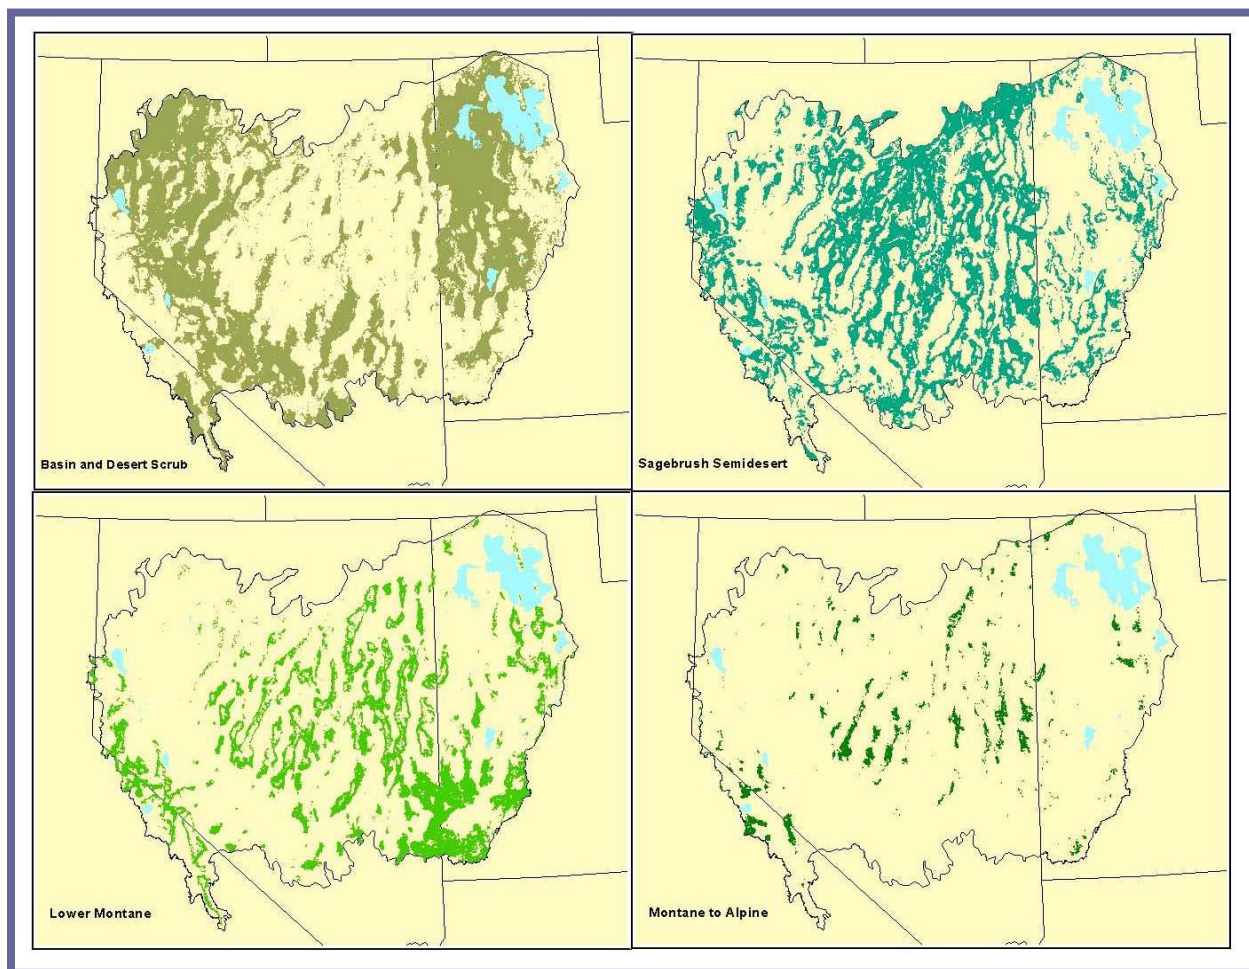 Basin and Desert Scrub
Sagebrush Semidesert
Lower Montane
Montane to Alpine